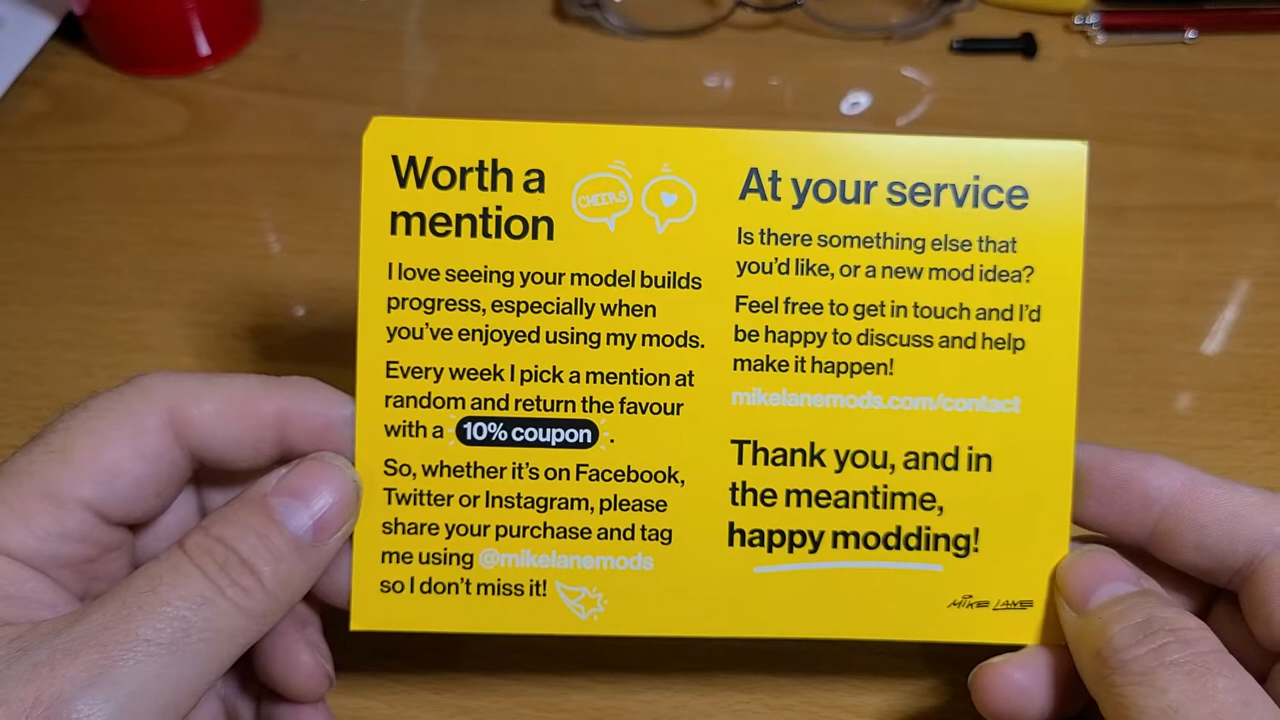 Worth a
mention
CHEERS
I love seeing your model builds
progress, especially when
you've enjoyed using my mods.
Every week I pick a mention at
random and return the favour
with a 10% coupon .
So, whether it's on Facebook,
Twitter or Instagram, please
share your purchase and tag
me using @mikelanemods
so I don't miss it!
At your service
Is there something else that
you'd like, or a new mod idea?
Feel free to get in touch and I'd
be happy to discuss and help
make it happen!
mikelanemods.com/contact
Thank you, and in
the meantime,
happy modding!
MIKE LANE